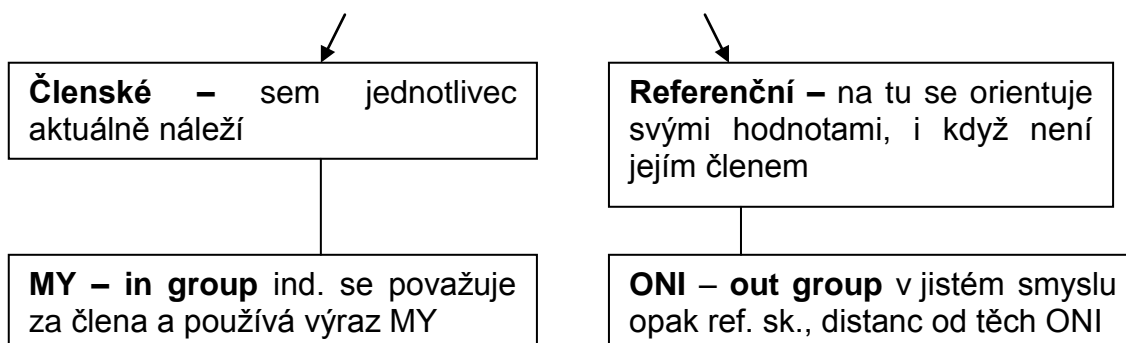 Členské – sem jednotlivec
aktuálně náleží
Referenční – na tu se orientuje
svými hodnotami, i když není
jejím členem
MY – in group ind. se považuje
za člena a používá výraz MY
ONI – out group v jistém smyslu
opak ref. sk., distanc od těch ONI